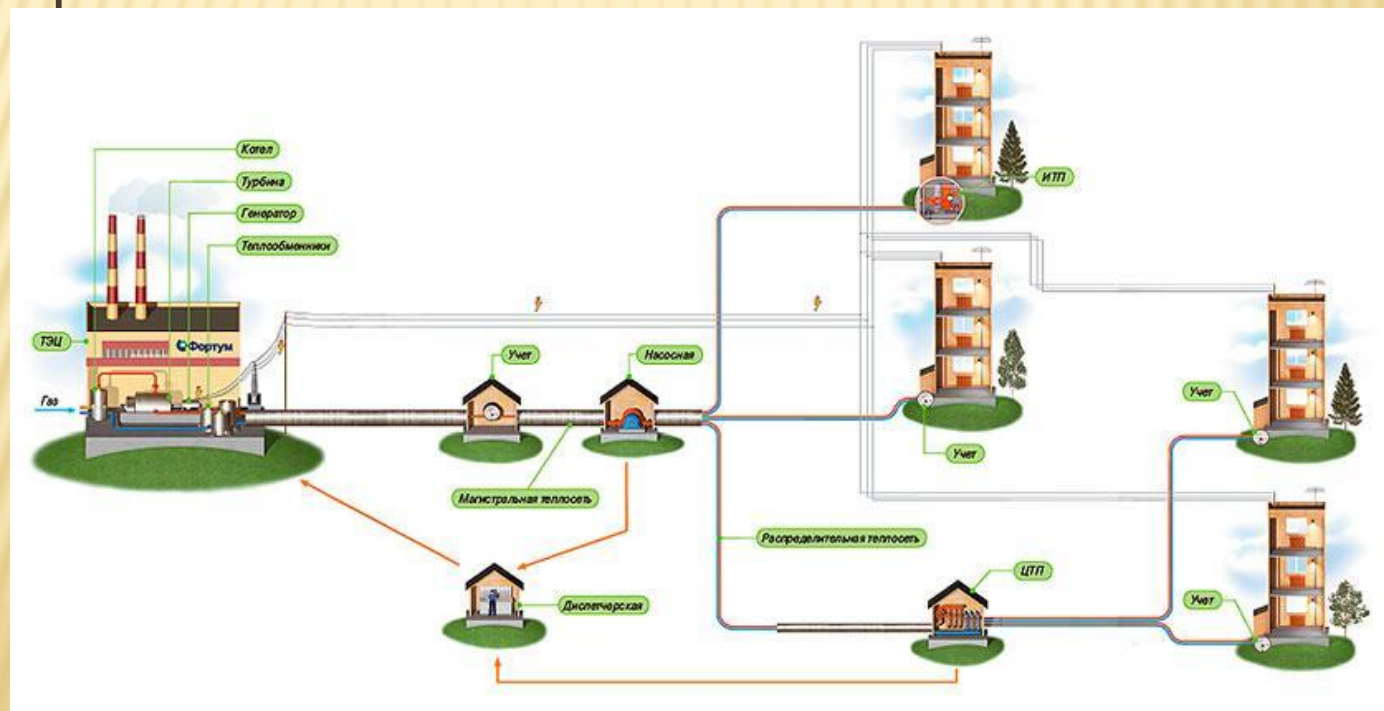 Котел
Турбина
Генератор
Теплообменники
ТЭЦ
Фортум
Газ
Учет
Насосная
Магистральная теплосеть
Диспетчерская
ИТП
Учет
Распределительная теплосеть
ЦТП
Учет
Учет